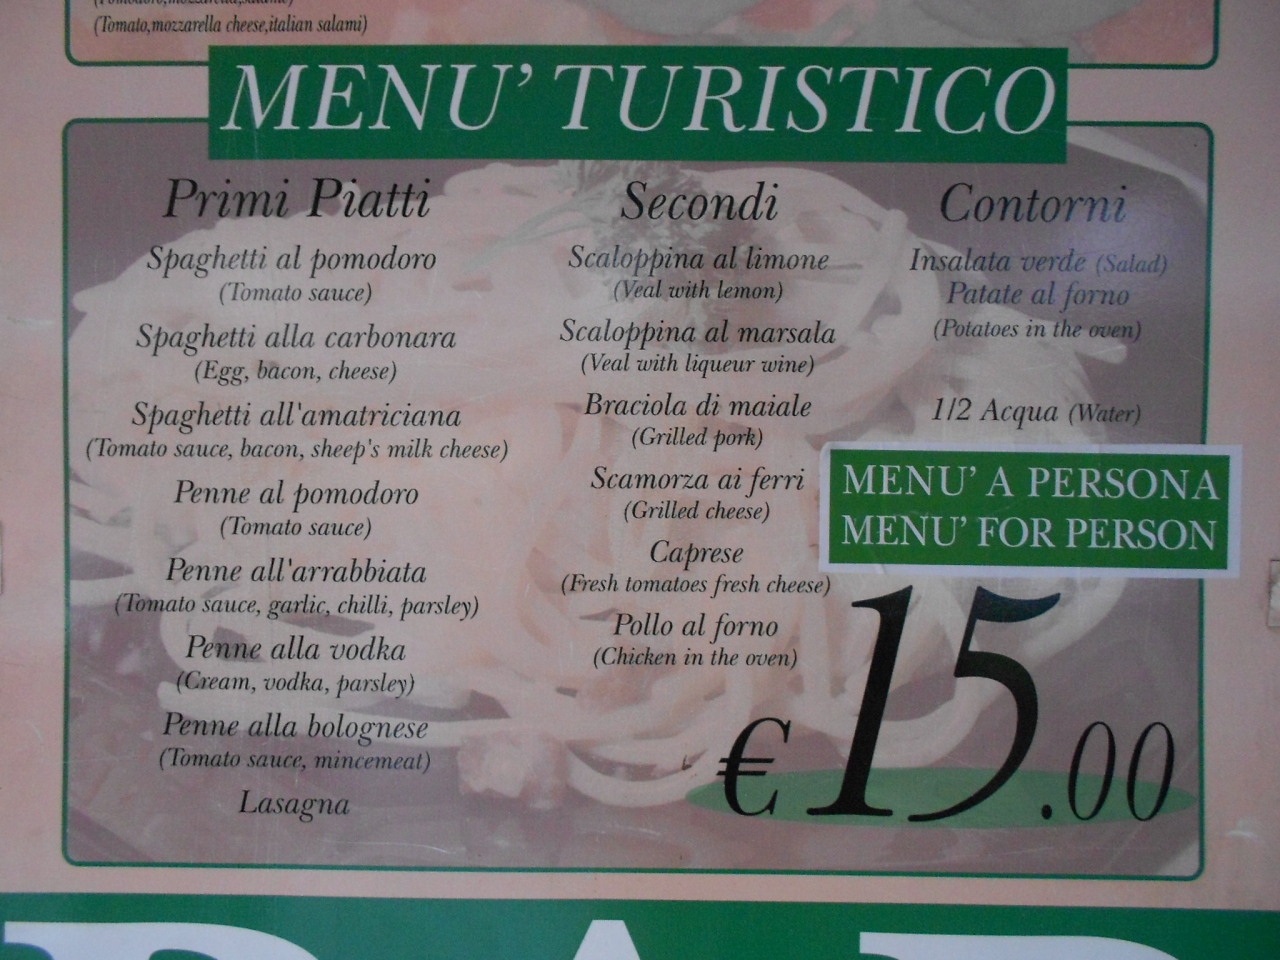 (Tomato,mozzarella cheese,italian salami)
MENU' TURISTICO
Primi Piatti
Spaghetti al pomodoro
(Tomato sauce)
Spaghetti alla carbonara
(Egg, bacon, cheese)
Spaghetti all'amatriciana
(Tomato sauce, bacon, sheep's milk cheese)
Penne al pomodoro
(Tomato sauce)
Penne all'arrabbiata
(Tomato sauce, garlic, chilli, parsley)
Penne alla vodka
(Cream, vodka, parsley)
Penne alla bolognese
(Tomato sauce, mincemeat)
Lasagna
Secondi
Scaloppina al limone
(Veal with lemon)
Scaloppina al marsala
(Veal with liqueur wine)
Braciola di maiale
(Grilled pork)
Scamorza ai ferri
(Grilled cheese)
Caprese
(Fresh tomatoes fresh cheese)
Pollo al forno
(Chicken in the oven)
Contorni
Insalata verde (Salad)
Patate al forno
(Potatoes in the oven)
1/2 Acqua (Water)
MENU' A PERSONA
MENU' FOR PERSON
€ 15.00